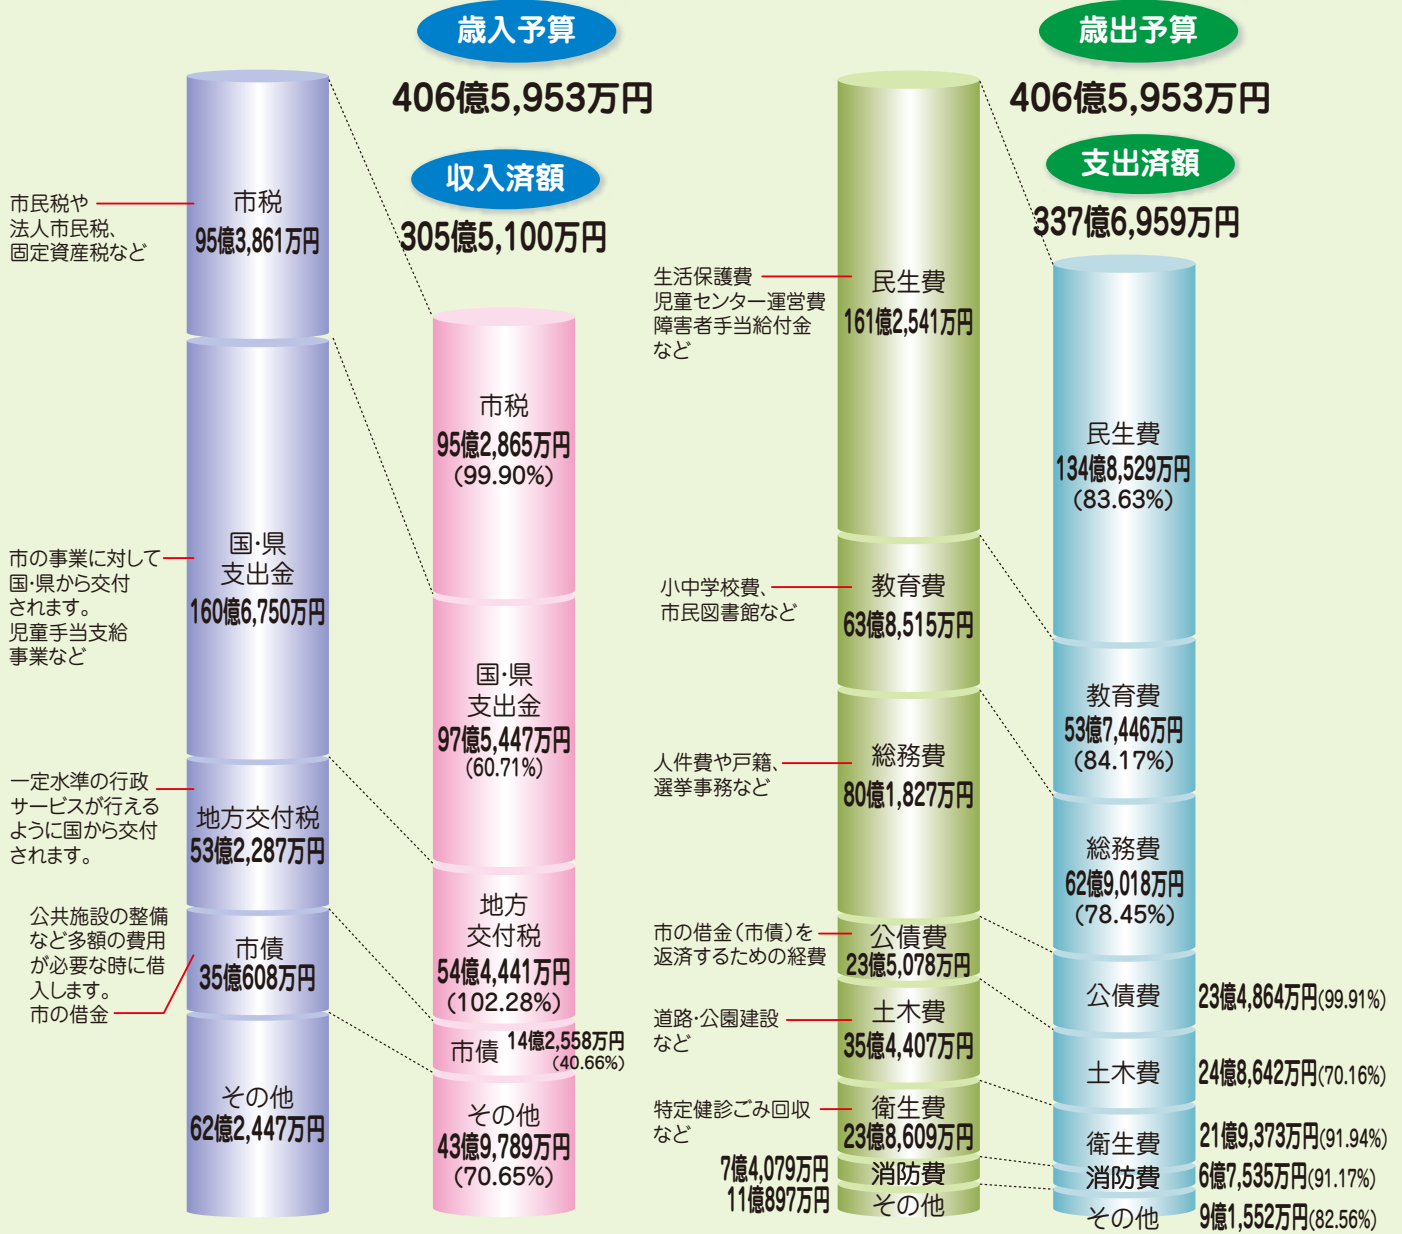 歳入予算
406億5,953万円
収入済額
305億5,100万円
市民税や
法人市民税、
固定資産税など
市税
95億3,861万円
市の事業に対して
国・県から交付
されます。
児童手当支給
事業など
国・県
支出金
160億6,750万円
一定水準の行政
サービスが行える
ように国から交付
されます。
地方交付税
53億2,287万円
公共施設の整備
など多額の費用
が必要な時に借
入します。
市の借金
市債
35億608万円
その他
62億2,447万円
市税
95億2,865万円
(99.90%)
国・県
支出金
97億5,447万円
(60.71%)
地方
交付税
54億4,441万円
(102.28%)
市債 14億2,558万円
(40.66%)
その他
43億9,789万円
(70.65%)
歳出予算
406億5,953万円
支出済額
337億6,959万円
生活保護費
児童センター運営費
障害者手当給付金
など
民生費
161億2,541万円
小中学校費、
市民図書館など
教育費
63億8,515万円
人件費や戸籍、
選挙事務など
総務費
80億1,827万円
市の借金（市債）を
返済するための経費
公債費
23億5,078万円
道路・公園建設
など
土木費
35億4,407万円
特定健診ごみ回収
など
衛生費
23億8,609万円
7億4,079万円 消防費
11億897万円 その他
民生費
134億8,529万円
(83.63%)
教育費
53億7,446万円
(84.17%)
総務費
62億9,018万円
(78.45%)
公債費 23億4,864万円(99.91%)
土木費 24億8,642万円(70.16%)
衛生費 21億9,373万円(91.94%)
消防費 6億7,535万円(91.17%)
その他 9億1,552万円(82.56%)